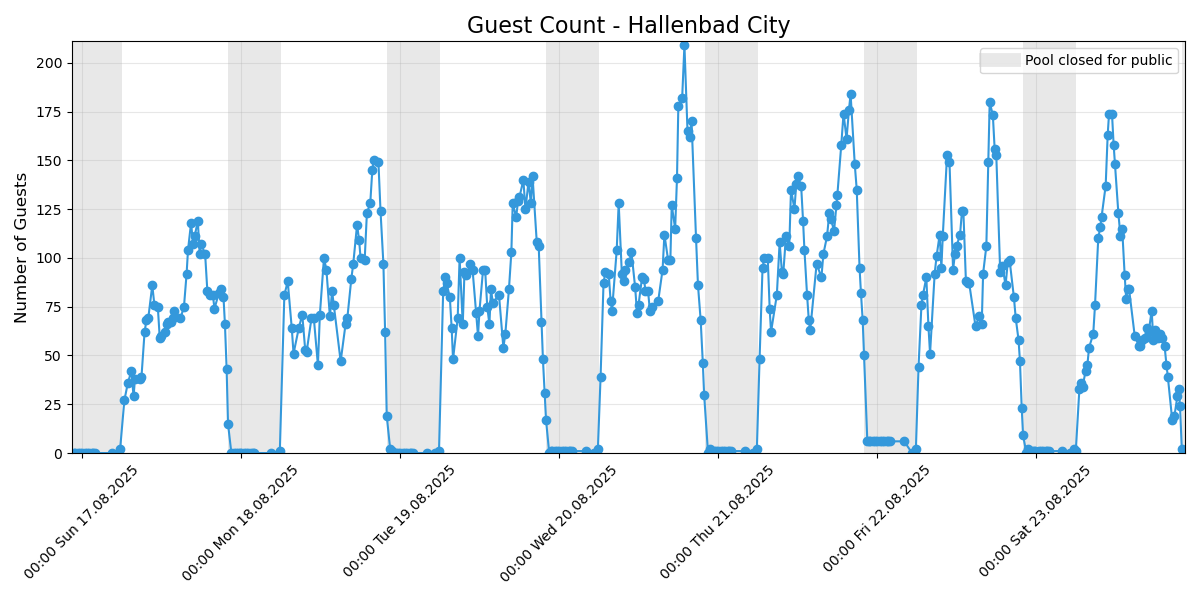 Guest Count - Hallenbad City
Pool closed for public
Number of Guests
200
175
150
125
100
75
50
25
0
00:00 Sun 17.08.2025
00:00 Mon 18.08.2025
00:00 Tue 19.08.2025
00:00 Wed 20.08.2025
00:00 Thu 21.08.2025
00:00 Fri 22.08.2025
00:00 Sat 23.08.2025